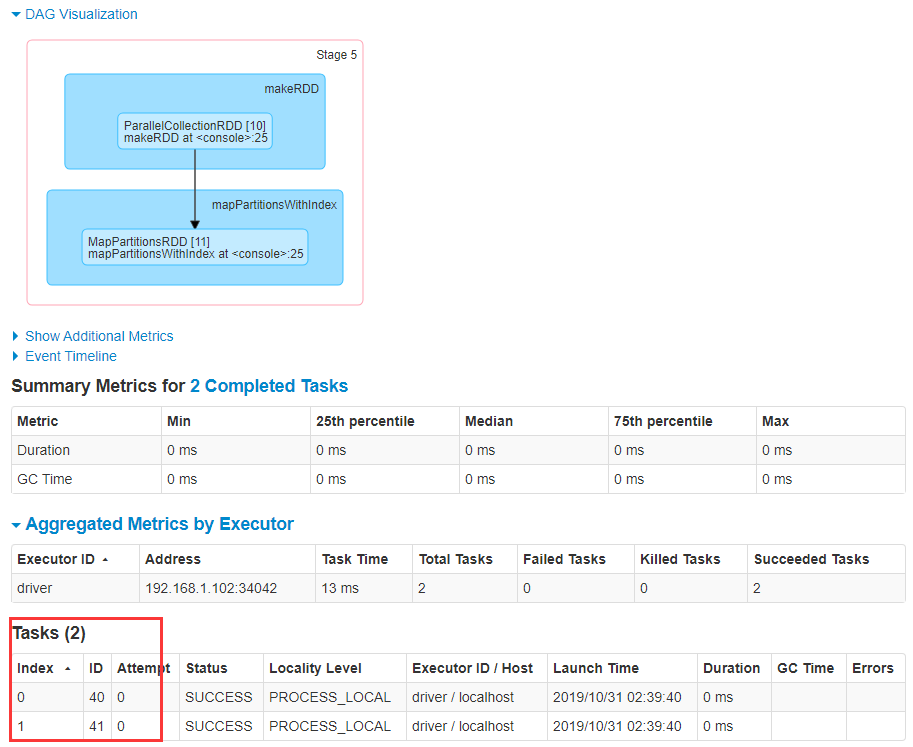 DAG Visualization
Stage 5
makeRDD
ParallelCollectionRDD [10]
makeRDD at <console>:25
mapPartitionsWithIndex
MapPartitionsRDD [11]
mapPartitionsWithIndex at <console>:25
Show Additional Metrics
Event Timeline
Summary Metrics for 2 Completed Tasks
Metric Min 25th percentile Median 75th percentile Max
Duration 0 ms 0 ms 0 ms 0 ms 0 ms
GC Time 0 ms 0 ms 0 ms 0 ms 0 ms
Aggregated Metrics by Executor
Executor ID Address Task Time Total Tasks Failed Tasks Killed Tasks Succeeded Tasks
driver 192.168.1.102:34042 13 ms 2 0 0 2
Tasks (2)
Index ID Attempt Status Locality Level Executor ID / Host Launch Time Duration GC Time Errors
0 40 0 SUCCESS PROCESS_LOCAL driver / localhost 2019/10/31 02:39:40 0 ms
1 41 0 SUCCESS PROCESS_LOCAL driver / localhost 2019/10/31 02:39:40 0 ms